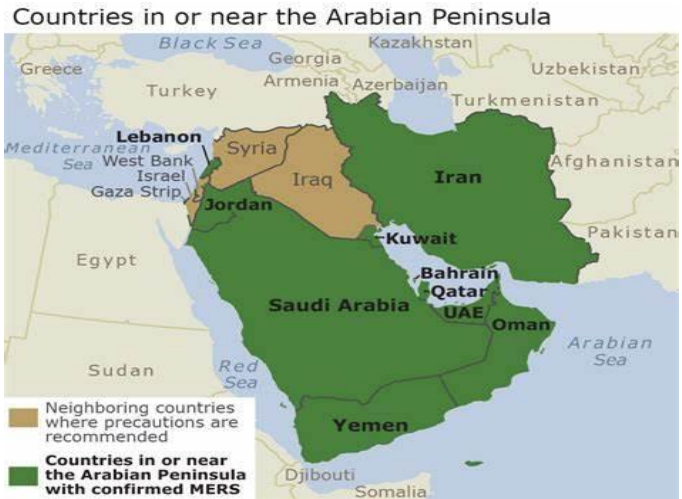 Countries in or near the Arabian Peninsula
Black Sea
Kazakhstan
Georgia
Greece
Armenia
Azerbaijan
Uzbekistan
Turkey
Turkmenistan
Lebanon
Mediterranean
Sea
West Bank
Israel
Gaza Strip
Syria
Iraq
Iran
Afghanistan
Jordan
Kuwait
Pakistan
Egypt
Bahrain
Qatar
Saudi Arabia
UAE
Oman
Arabian
Sea
Red
Sea
Sudan
Yemen
Neighboring countries
where precautions are
recommended
Countries in or near
the Arabian Peninsula
with confirmed MERS
Djibouti
Somalia